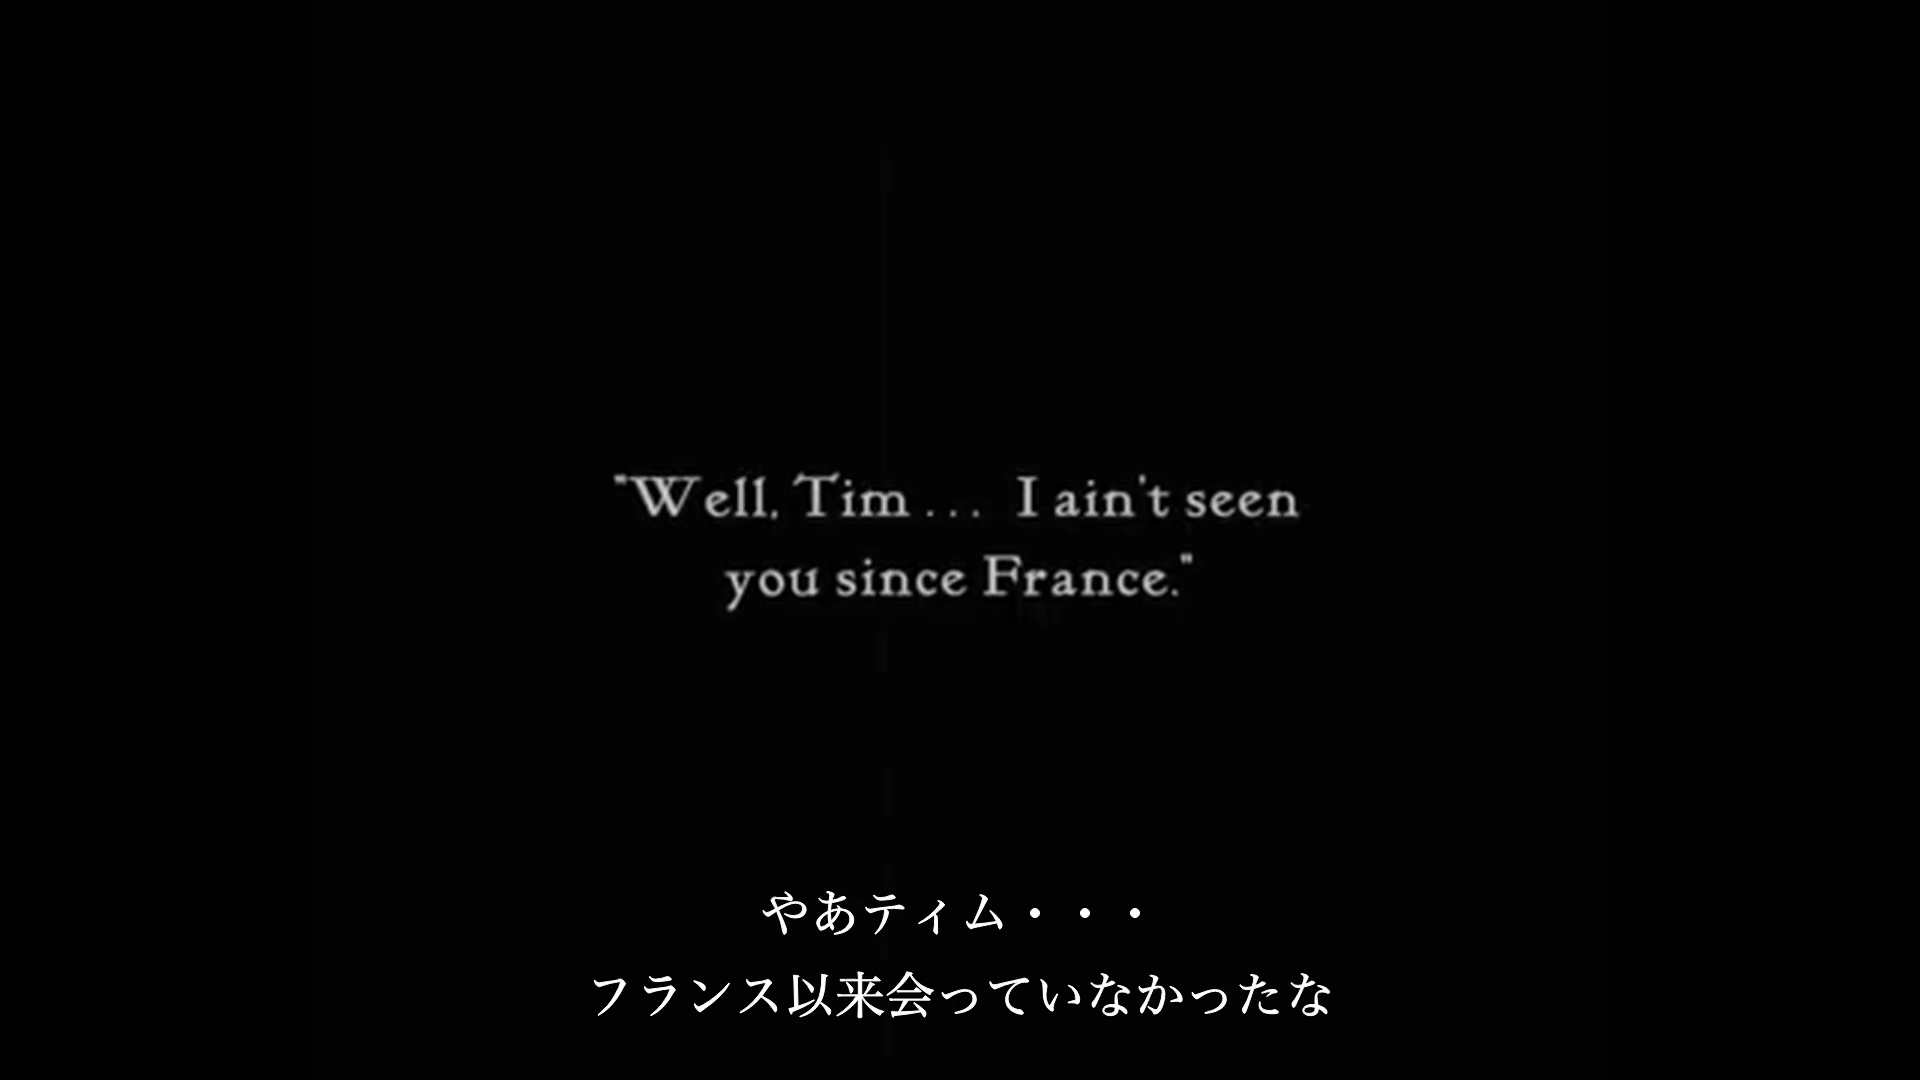 "Well, Tim... I ain't seen
you since France."
やあティム・・・
フランス以来会っていなかったな